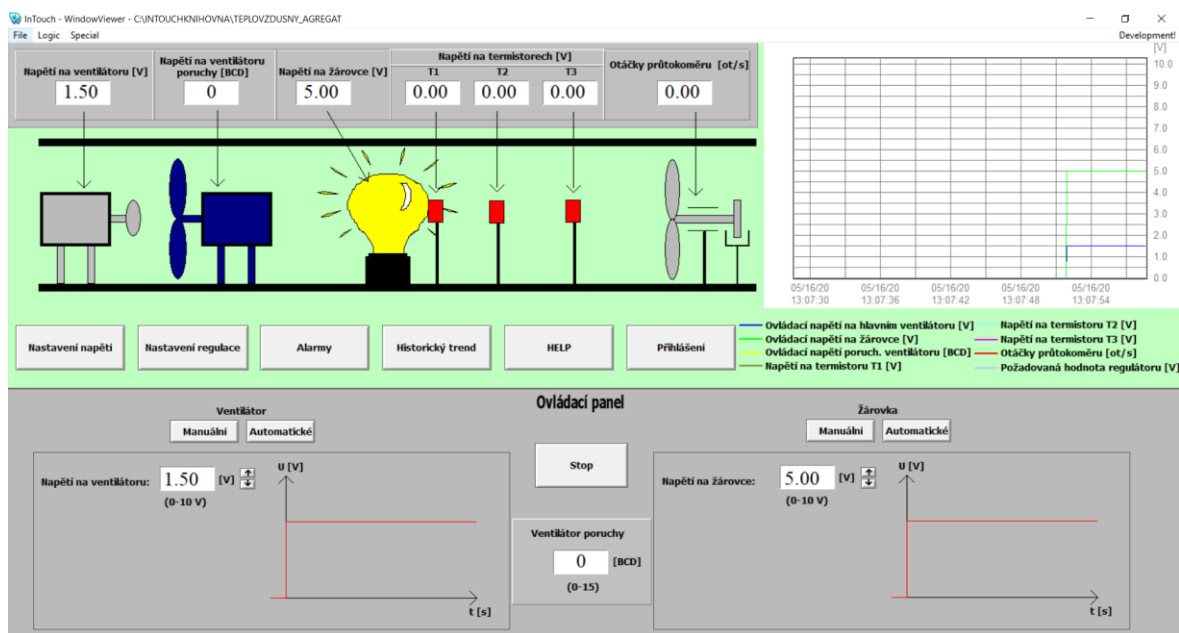 InTouch - WindowViewer - C:\INTOUCHKNIHOVNA\TEPLOVZDUSNY_AGREGAT
File Logic Special
Development!
Napětí na ventilátoru [V]
1.50
Napětí na ventilátoru
poruchy [BCD]
0
Napětí na žárovce [V]
5.00
Napětí na termistorech [V]
T1 T2 T3
0.00 0.00 0.00
Otáčky průtokoměru [ot/s]
0.00
[V]
10.0
9.0
8.0
7.0
6.0
5.0
4.0
3.0
2.0
1.0
0.0
05/16/20 05/16/20 05/16/20 05/16/20 05/16/20
13:07:30 13:07:36 13:07:42 13:07:48 13:07:54
Ovládací napětí na hlavním ventilátoru [V]
Ovládací napětí na žárovce [V]
Ovládací napětí poruch. ventilátoru [BCD]
Napětí na termistoru T1 [V]
Napětí na termistoru T2 [V]
Napětí na termistoru T3 [V]
Otáčky průtokoměru [ot/s]
Požadovaná hodnota regulátoru [V]
Nastavení napětí
Nastavení regulace
Alarmy
Historický trend
HELP
Přihlášení
Ovládací panel
Ventilátor
Manuální Automatické
Napětí na ventilátoru: 1.50 [V]
(0-10 V)
U [V]
t [s]
Stop
Ventilátor poruchy
0 [BCD]
(0-15)
Žárovka
Manuální Automatické
Napětí na žárovce: 5.00 [V]
(0-10 V)
U [V]
t [s]